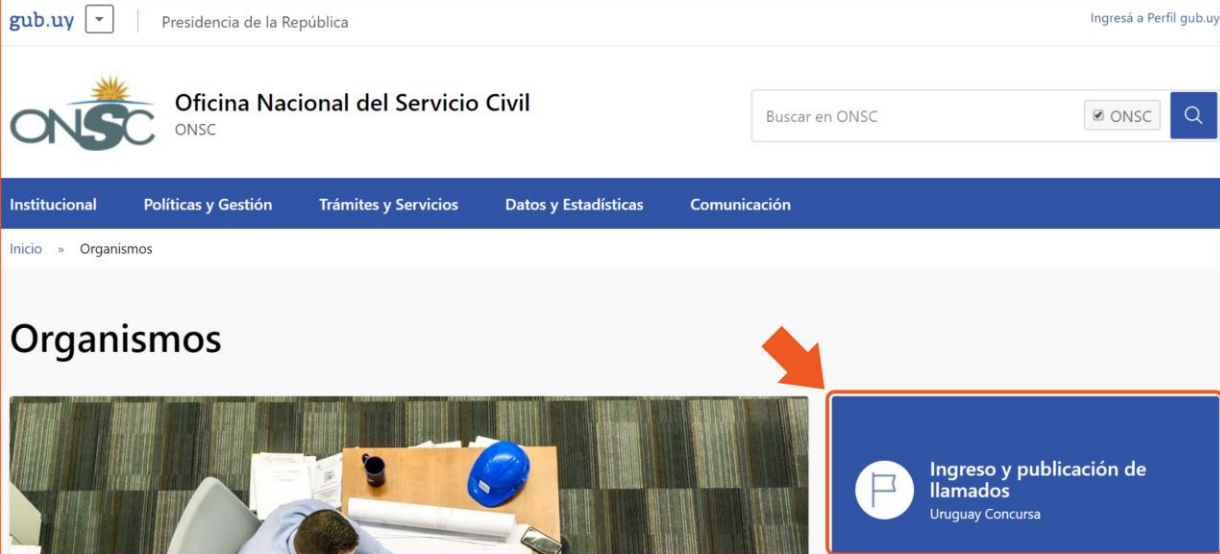 gub.uy
Presidencia de la República
Ingresá a Perfil gub.uy
ONSC
Oficina Nacional del Servicio Civil
ONSC
Buscar en ONSC
ONSC
Institucional
Políticas y Gestión
Trámites y Servicios
Datos y Estadísticas
Comunicación
Inicio » Organismos
Organismos
Ingreso y publicación de
llamados
Uruguay Concursa